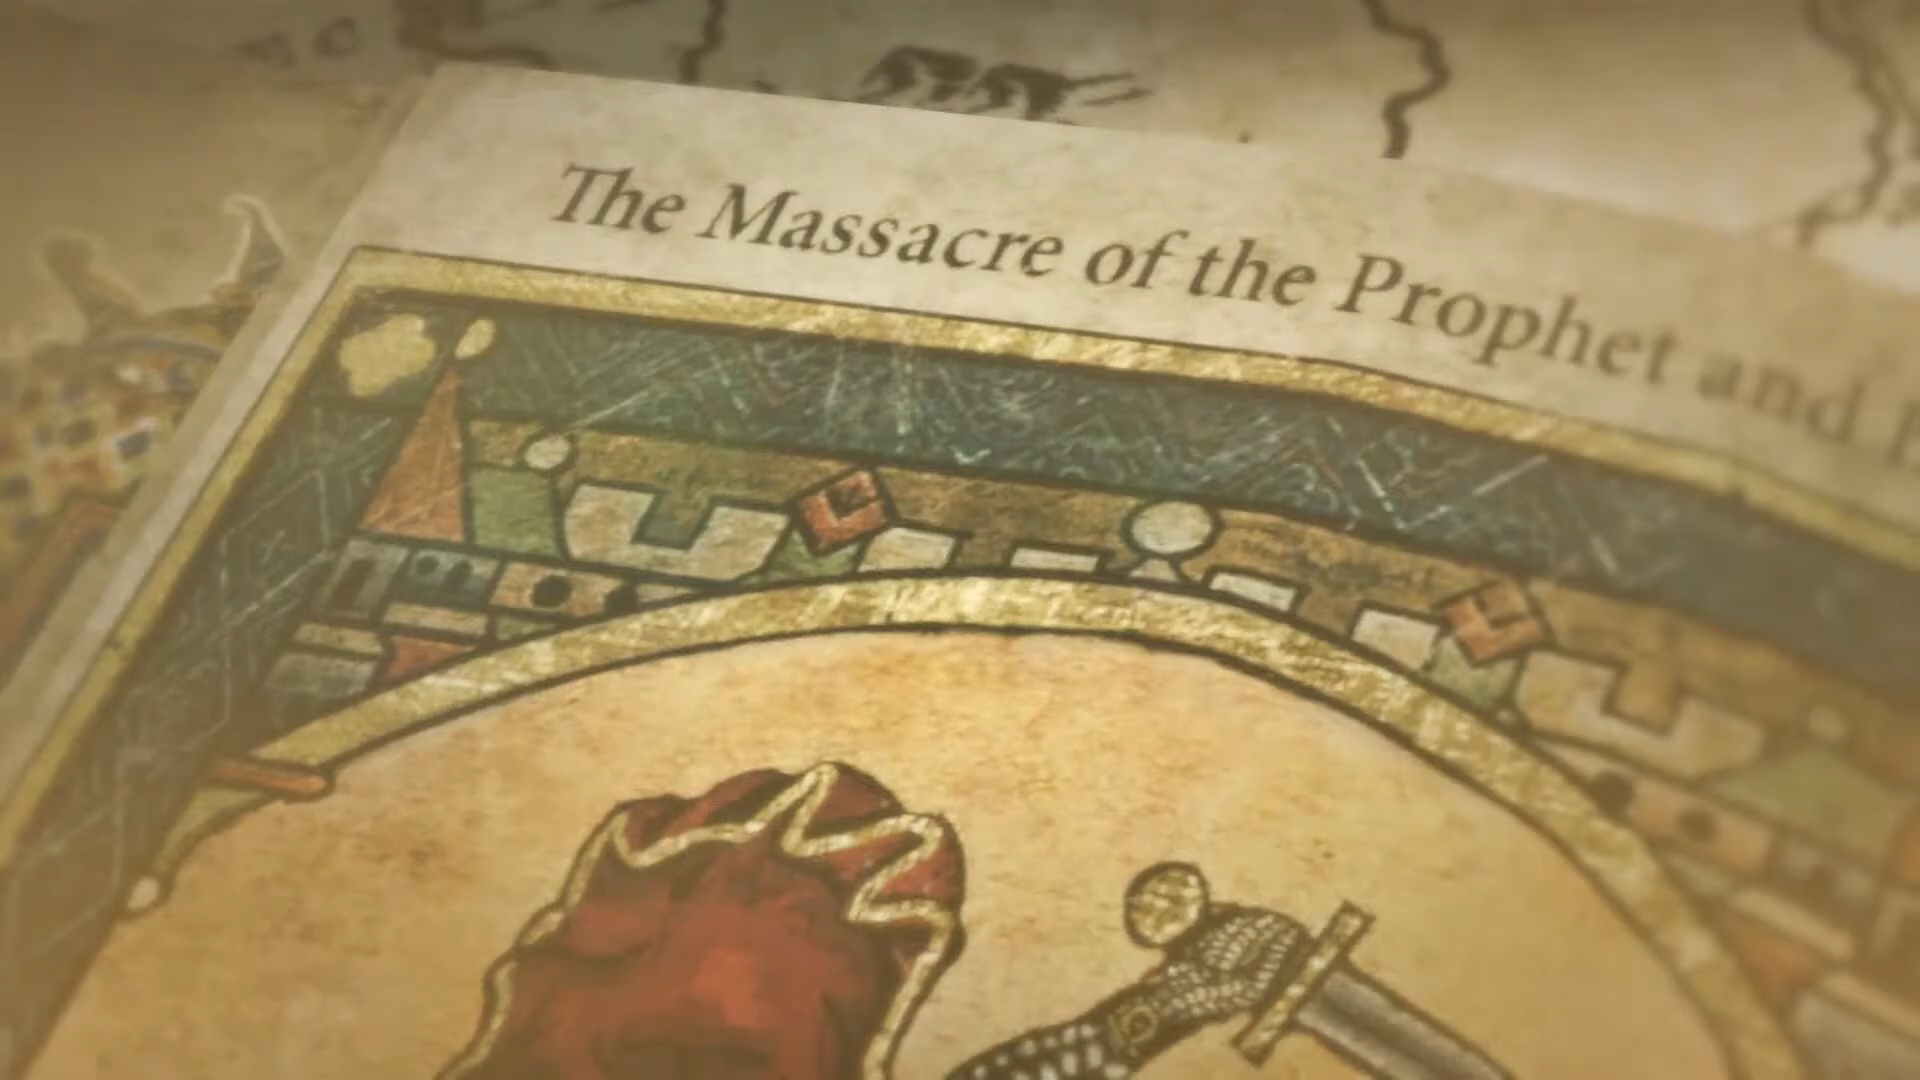 The Massacre of the Prophet and